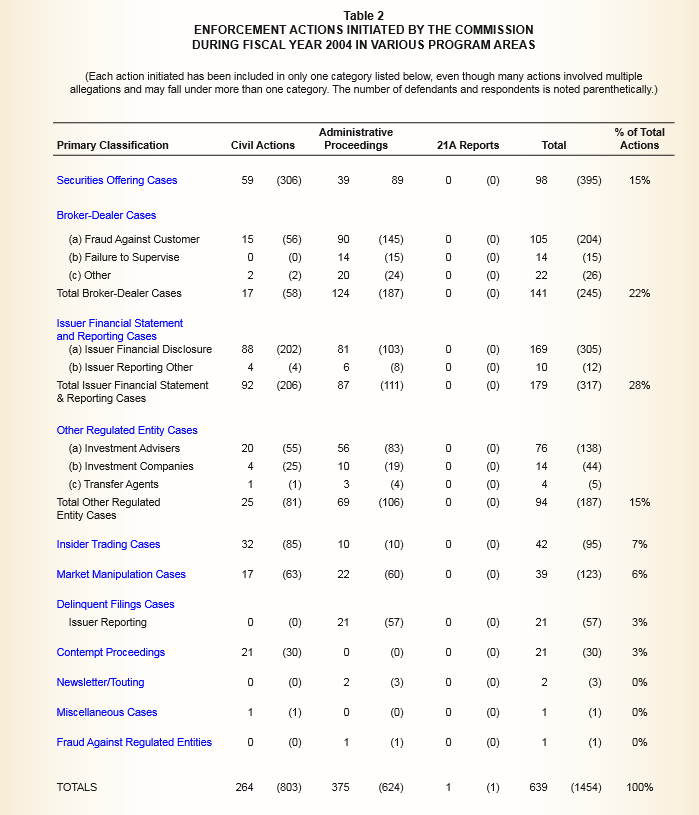 Table 2
ENFORCEMENT ACTIONS INITIATED BY THE COMMISSION
DURING FISCAL YEAR 2004 IN VARIOUS PROGRAM AREAS
(Each action initiated has been included in only one category listed below, even though many actions involved multiple
allegations and may fall under more than one category. The number of defendants and respondents is noted parenthetically.)
Administrative % of Total
Primary Classification Civil Actions Proceedings 21A Reports Total Actions
Securities Offering Cases 59 (306) 39 89 0 (0) 98 (395) 15%
Broker-Dealer Cases
(a) Fraud Against Customer 15 (56) 90 (145) 0 (0) 105 (204)
(b) Failure to Supervise 0 (0) 14 (15) 0 (0) 14 (15)
(c) Other 2 (2) 20 (24) 0 (0) 22 (26)
Total Broker-Dealer Cases 17 (58) 124 (187) 0 (0) 141 (245) 22%
Issuer Financial Statement
and Reporting Cases
(a) Issuer Financial Disclosure 88 (202) 81 (103) 0 (0) 169 (305)
(b) Issuer Reporting Other 4 (4) 6 (8) 0 (0) 10 (12)
Total Issuer Financial Statement 92 (206) 87 (111) 0 (0) 179 (317) 28%
& Reporting Cases
Other Regulated Entity Cases
(a) Investment Advisers 20 (55) 56 (83) 0 (0) 76 (138)
(b) Investment Companies 4 (25) 10 (19) 0 (0) 14 (44)
(c) Transfer Agents 1 (1) 3 (4) 0 (0) 4 (5)
Total Other Regulated 25 (81) 69 (106) 0 (0) 94 (187) 15%
Entity Cases
Insider Trading Cases 32 (85) 10 (10) 0 (0) 42 (95) 7%
Market Manipulation Cases 17 (63) 22 (60) 0 (0) 39 (123) 6%
Delinquent Filings Cases
Issuer Reporting 0 (0) 21 (57) 0 (0) 21 (57) 3%
Contempt Proceedings 21 (30) 0 (0) 0 (0) 21 (30) 3%
Newsletter/Touting 0 (0) 2 (3) 0 (0) 2 (3) 0%
Miscellaneous Cases 1 (1) 0 (0) 0 (0) 1 (1) 0%
Fraud Against Regulated Entities 0 (0) 1 (1) 0 (0) 1 (1) 0%
TOTALS 264 (803) 375 (624) 1 (1) 639 (1454) 100%